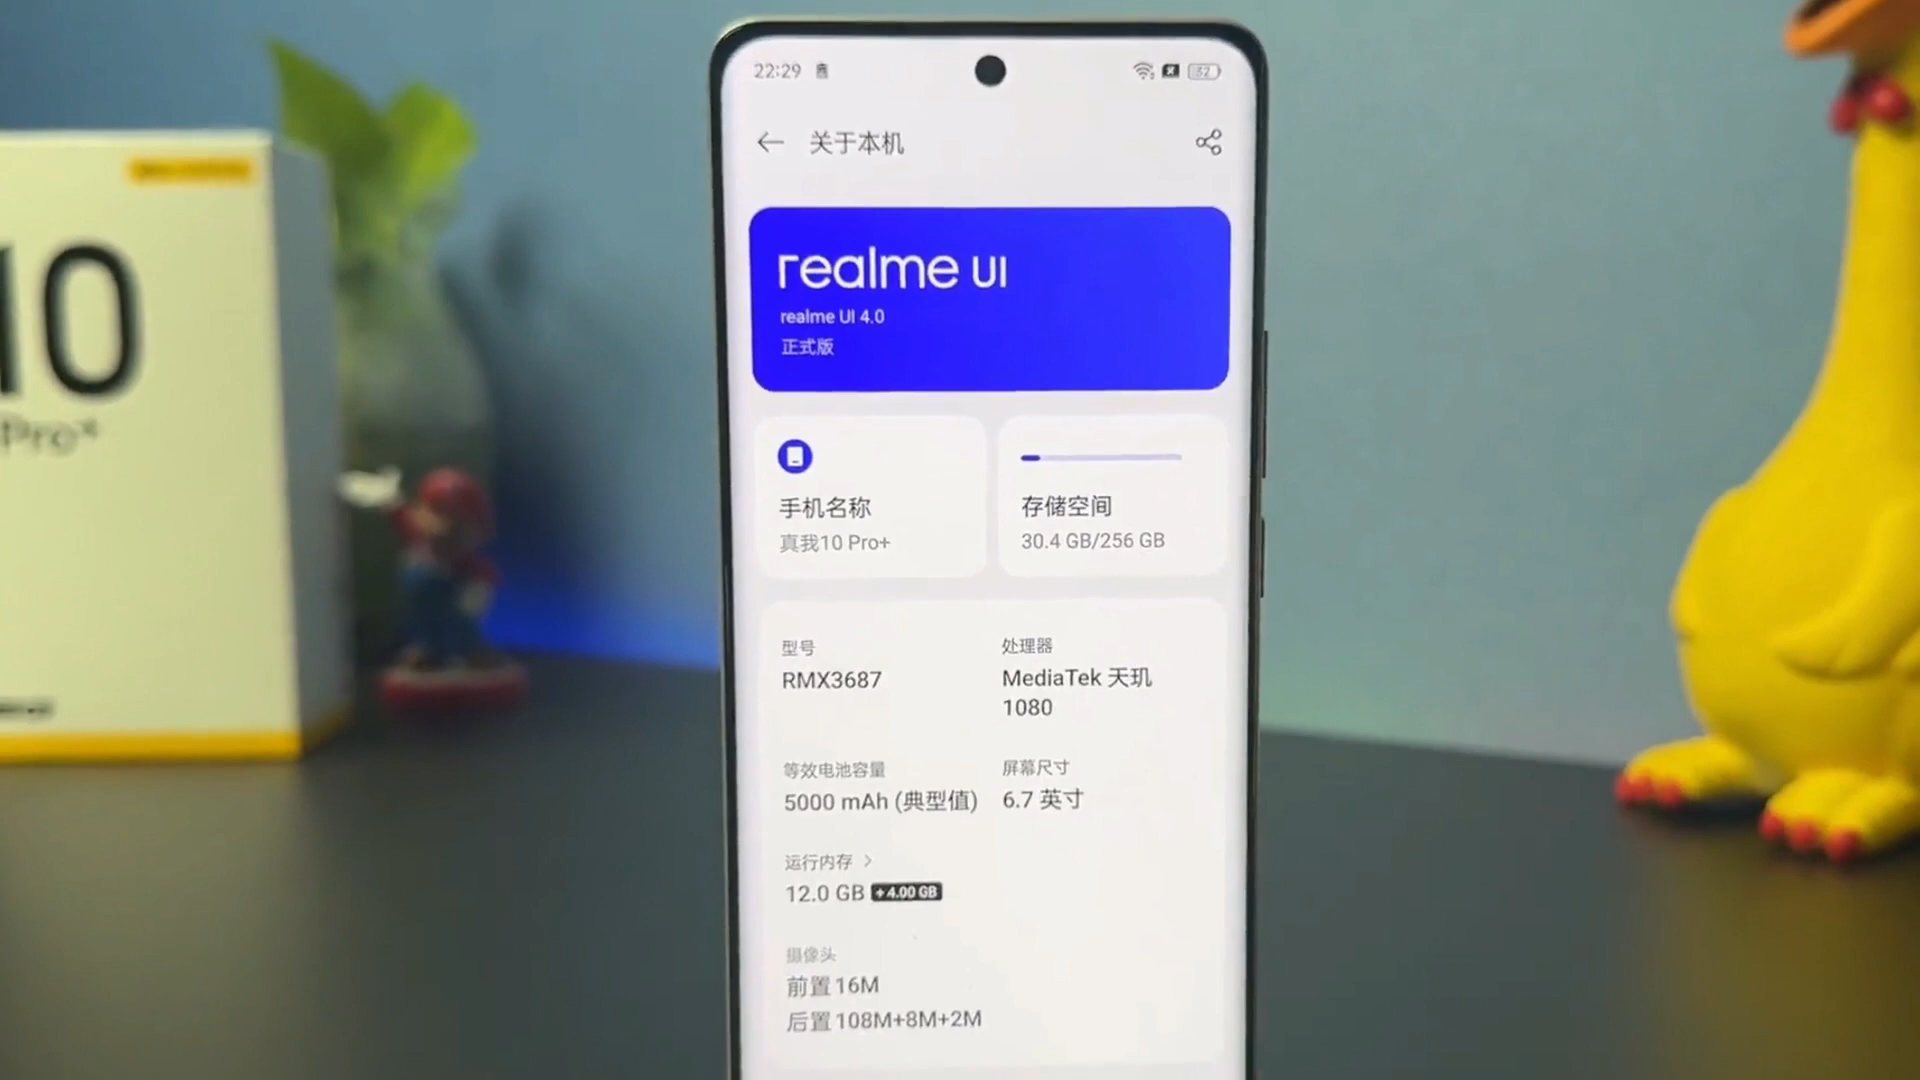 10
Pro+
22:29
32
关于本机
realme UI
realme UI 4.0
正式版
手机名称
真我10 Pro+
存储空间
30.4 GB/256 GB
型号
RMX3687
处理器
MediaTek 天玑
1080
等效电池容量
5000 mAh (典型值)
屏幕尺寸
6.7 英寸
运行内存 >
12.0 GB +4.00 GB
摄像头
前置 16M
后置 108M+8M+2M